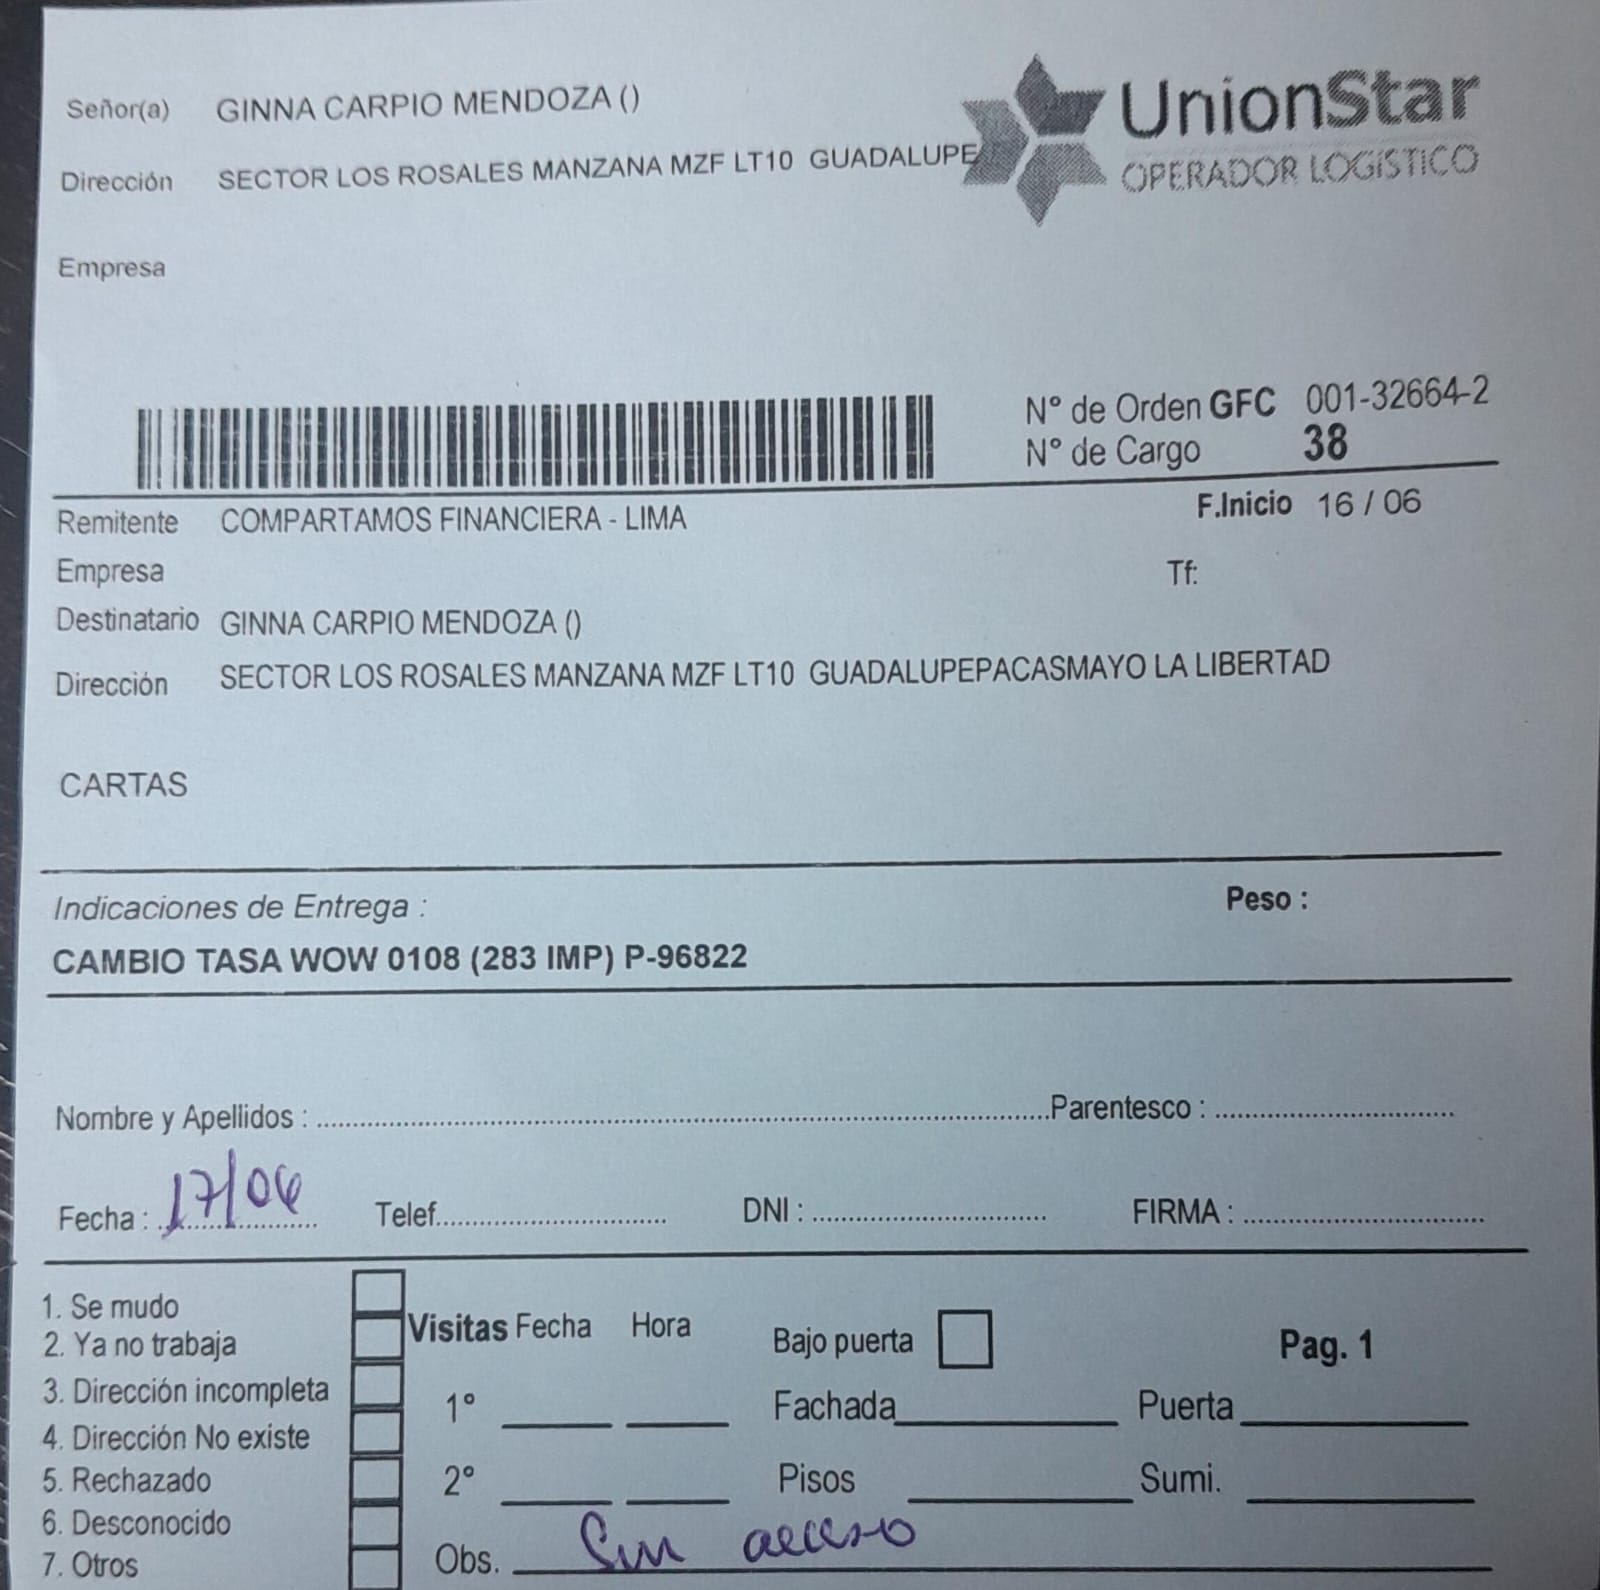 Señor(a) GINNA CARPIO MENDOZA ()
UnionStar
OPERADOR LOGISTICO
Dirección SECTOR LOS ROSALES MANZANA MZF LT10 GUADALUPE
Empresa
N° de Orden GFC 001-32664-2
N° de Cargo 38
Remitente COMPARTAMOS FINANCIERA - LIMA F.Inicio 16 / 06
Empresa Tf:
Destinatario GINNA CARPIO MENDOZA ()
Dirección SECTOR LOS ROSALES MANZANA MZF LT10 GUADALUPEPACASMAYO LA LIBERTAD
CARTAS
Indicaciones de Entrega : Peso :
CAMBIO TASA WOW 0108 (283 IMP) P-96822
Nombre y Apellidos : Parentesco :
Fecha : 17/06 Telef. DNI : FIRMA :
1. Se mudo
2. Ya no trabaja
3. Dirección incompleta
4. Dirección No existe
5. Rechazado
6. Desconocido
7. Otros
Visitas Fecha Hora
1°
2°
Bajo puerta Pag. 1
Fachada Puerta
Pisos Sumi.
Obs. Sin acceso